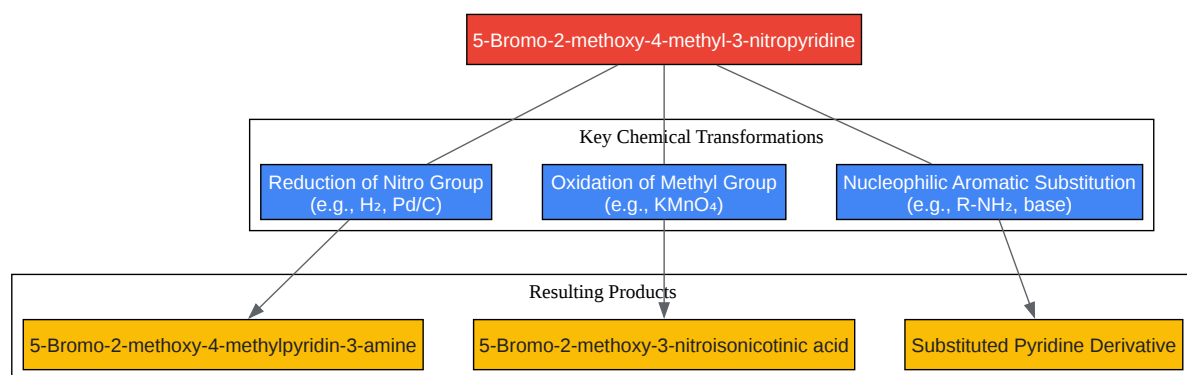 5-Bromo-2-methoxy-4-methyl-3-nitropyridine
Key Chemical Transformations
Reduction of Nitro Group
(e.g., H₂, Pd/C)
Oxidation of Methyl Group
(e.g., KMnO₄)
Nucleophilic Aromatic Substitution
(e.g., R-NH₂, base)
Resulting Products
5-Bromo-2-methoxy-4-methylpyridin-3-amine
5-Bromo-2-methoxy-3-nitroisonicotinic acid
Substituted Pyridine Derivative